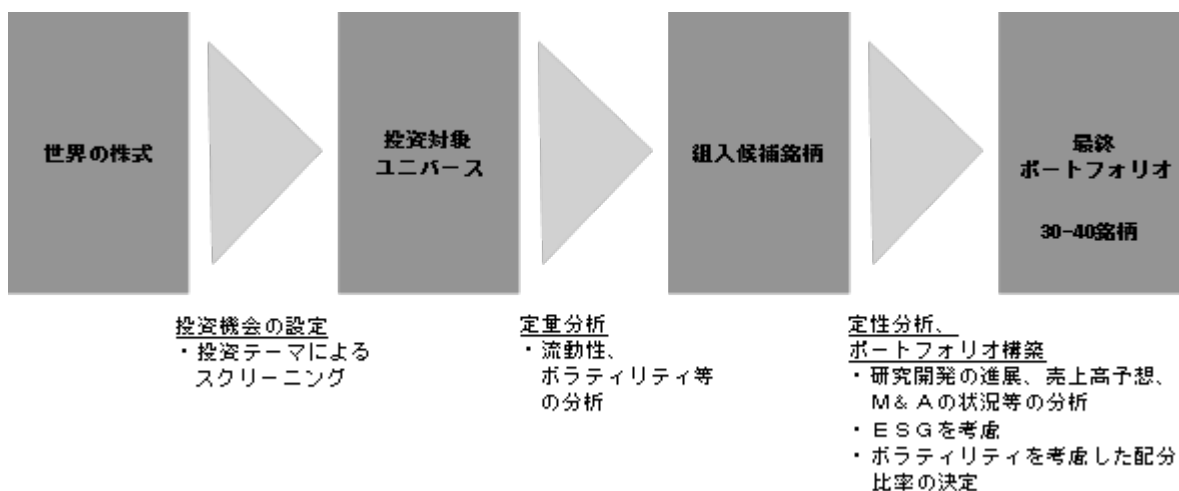 世界の株式
投資対象
ユニバース
組入候補銘柄
最終
ポートフォリオ
30-40銘柄
投資機会の設定
・投資テーマによる
スクリーニング
定量分析
・流動性、
ボラティリティ等
の分析
定性分析、
ポートフォリオ構築
・研究開発の進展、売上高予想、
M&Aの状況等の分析
・ESGを考慮
・ボラティリティを考慮した配分
比率の決定